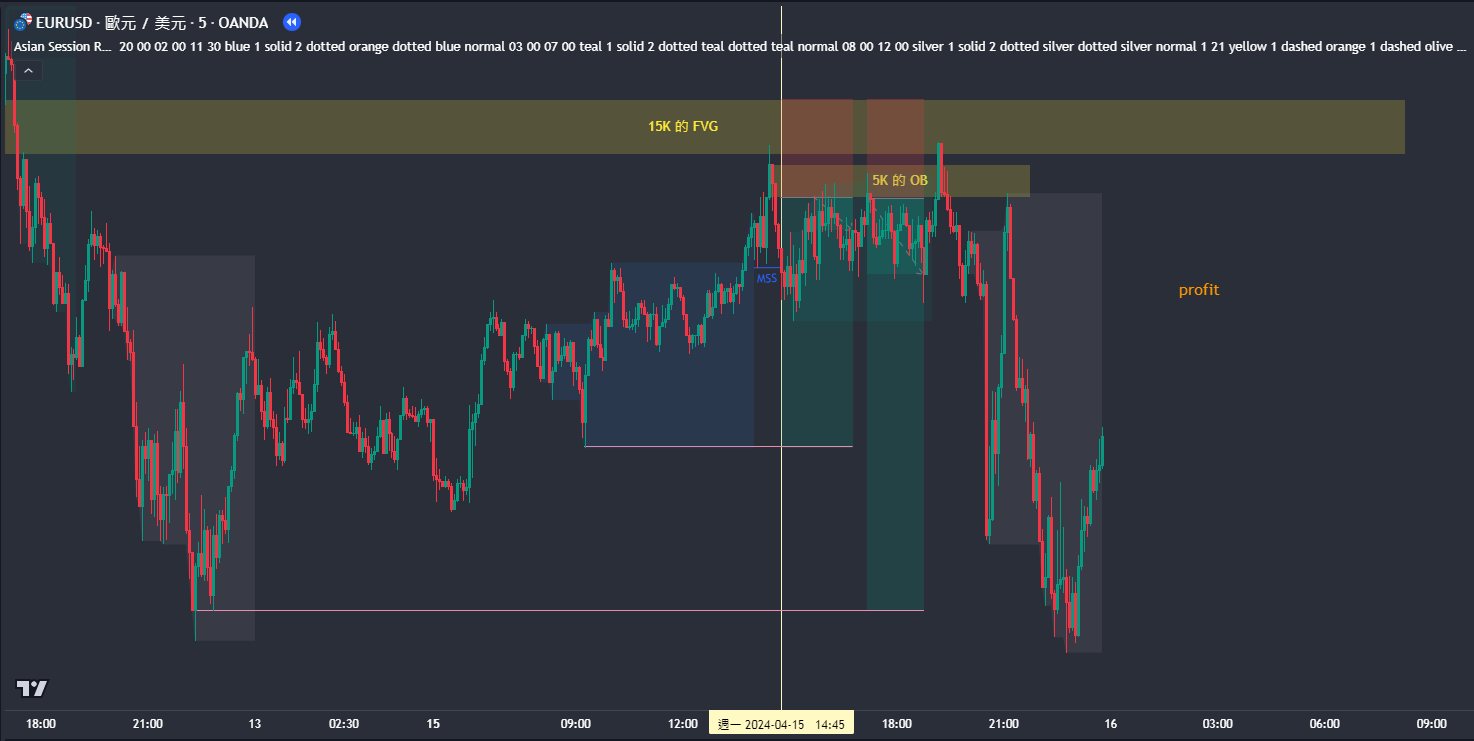 EURUSD · 歐元 / 美元 · 5 · OANDA
Asian Session R... 20 00 02 00 11 30 blue 1 solid 2 dotted orange dotted blue normal 03 00 07 00 teal 1 solid 2 dotted teal dotted teal normal 08 00 12 00 silver 1 solid 2 dotted silver dotted silver normal 1 21 yellow 1 dashed orange 1 dashed olive ...
15K 的 FVG
5K 的 OB
MSS
profit
18:00 21:00 13 02:30 15 09:00 12:00 週一 2024-04-15 14:45 18:00 21:00 16 03:00 06:00 09:00